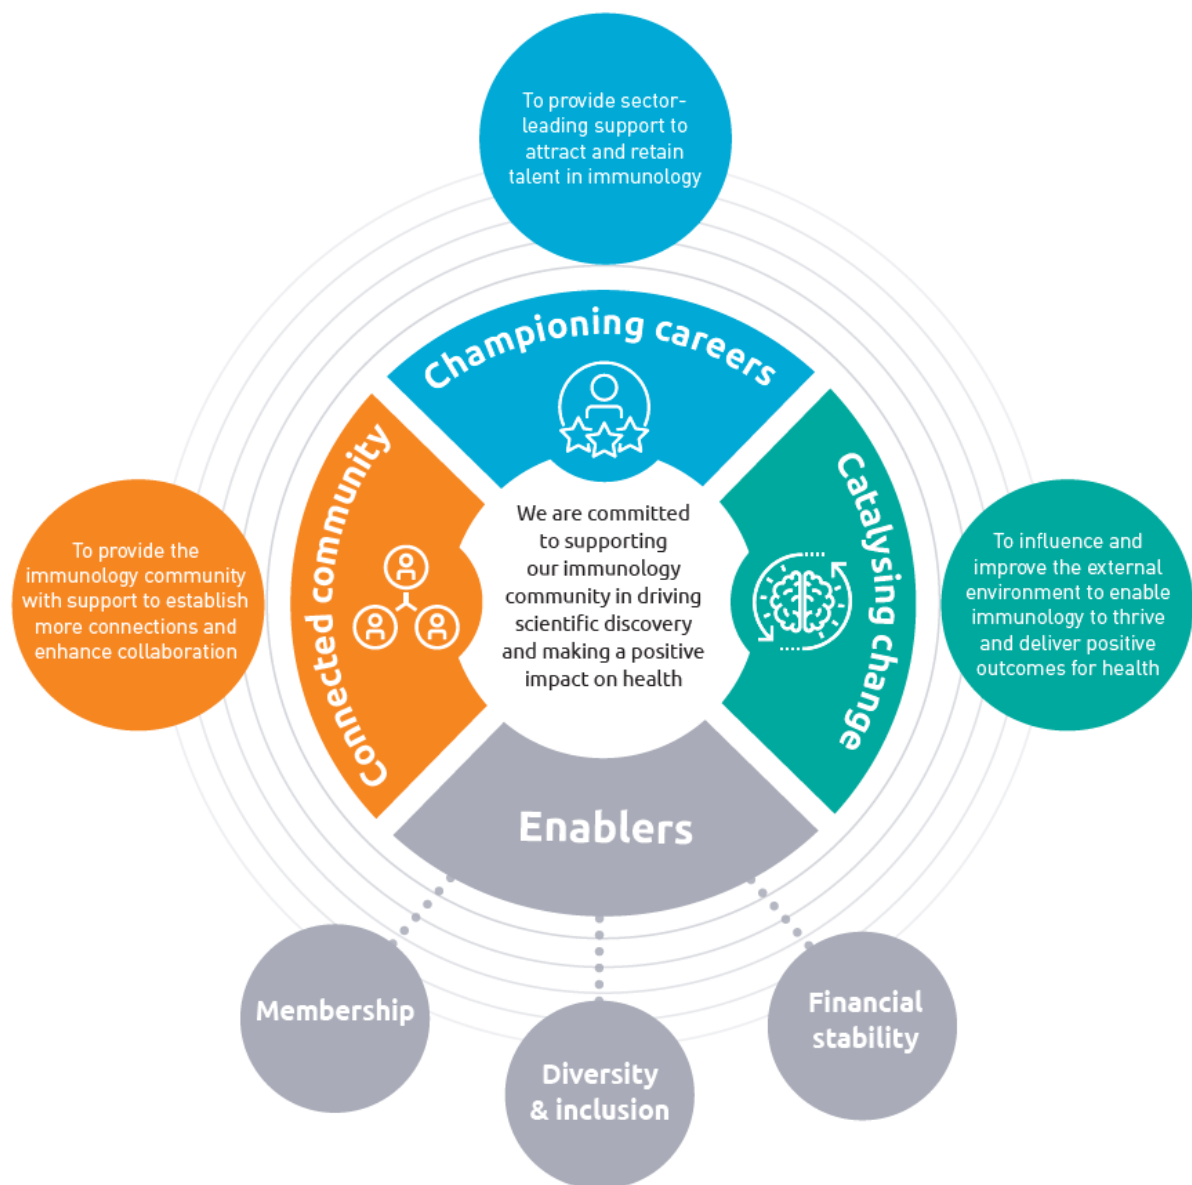 To provide sector-
leading support to
attract and retain
talent in immunology
Championing careers
Connected community
Catalysing change
To provide the
immunology community
with support to establish
more connections and
enhance collaboration
We are committed
to supporting
our immunology
community in driving
scientific discovery
and making a positive
impact on health
To influence and
improve the external
environment to enable
immunology to thrive
and deliver positive
outcomes for health
Enablers
Membership
Diversity
& inclusion
Financial
stability